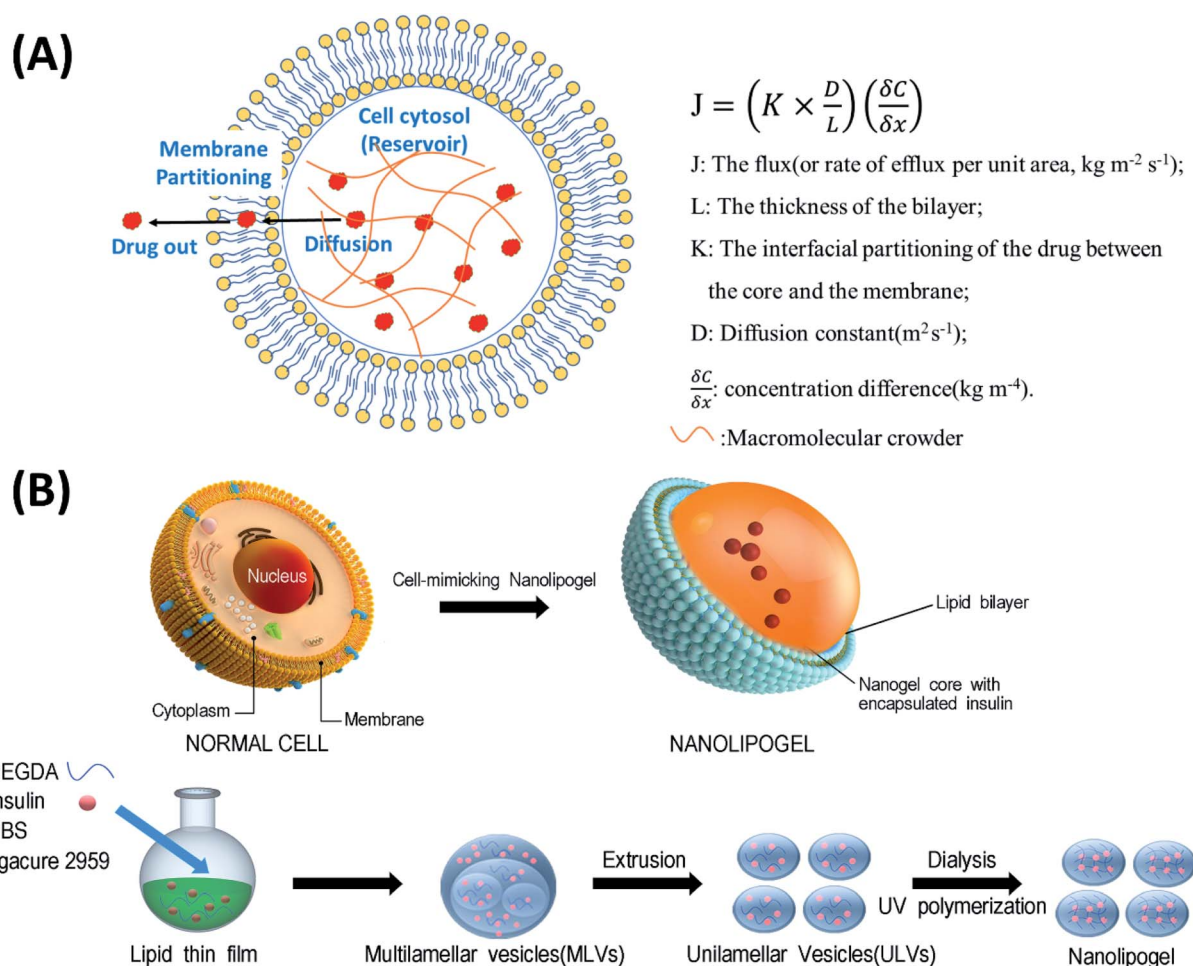 (A)
Cell cytosol
(Reservoir)
Membrane
Partitioning
Drug out
Diffusion
J = (K × D/L) (δC/δx)
J: The flux(or rate of efflux per unit area, kg m⁻² s⁻¹);
L: The thickness of the bilayer;
K: The interfacial partitioning of the drug between
the core and the membrane;
D: Diffusion constant(m²s⁻¹);
δC/δx: concentration difference(kg m⁻⁴).
:Macromolecular crowder
(B)
Nucleus
Cytoplasm
Membrane
NORMAL CELL
Cell-mimicking Nanolipogel
Lipid bilayer
Nanogel core with
encapsulated insulin
NANOLIPOGEL
EGDA
nsulin
BS
gacure 2959
Lipid thin film
Multilamellar vesicles(MLVs)
Extrusion
Unilamellar Vesicles(ULVs)
Dialysis
UV polymerization
Nanolipogel